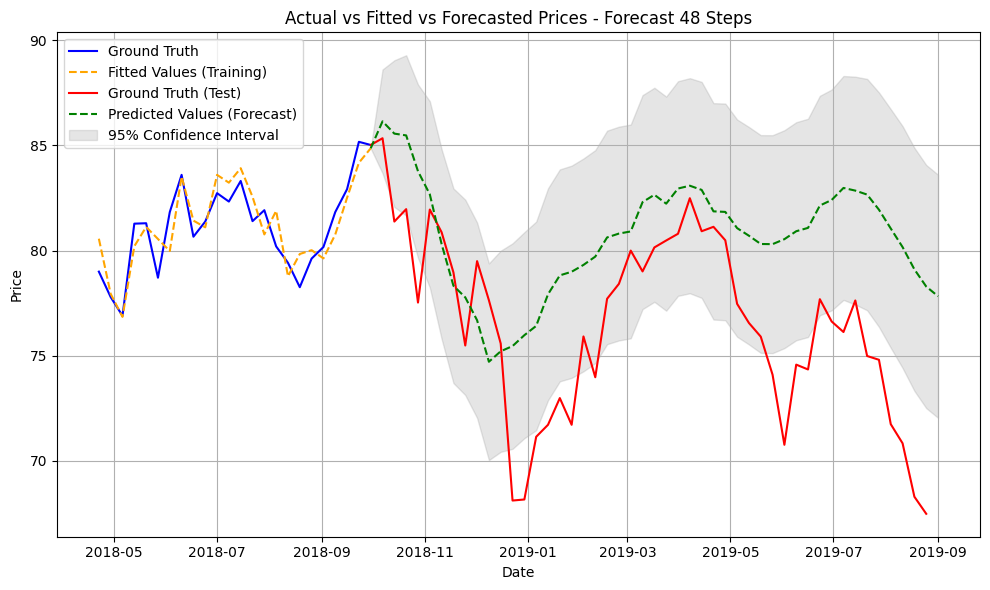 Actual vs Fitted vs Forecasted Prices - Forecast 48 Steps
Ground Truth
Fitted Values (Training)
Ground Truth (Test)
Predicted Values (Forecast)
95% Confidence Interval
Price
90
85
80
75
70
2018-05
2018-07
2018-09
2018-11
2019-01
2019-03
2019-05
2019-07
2019-09
Date